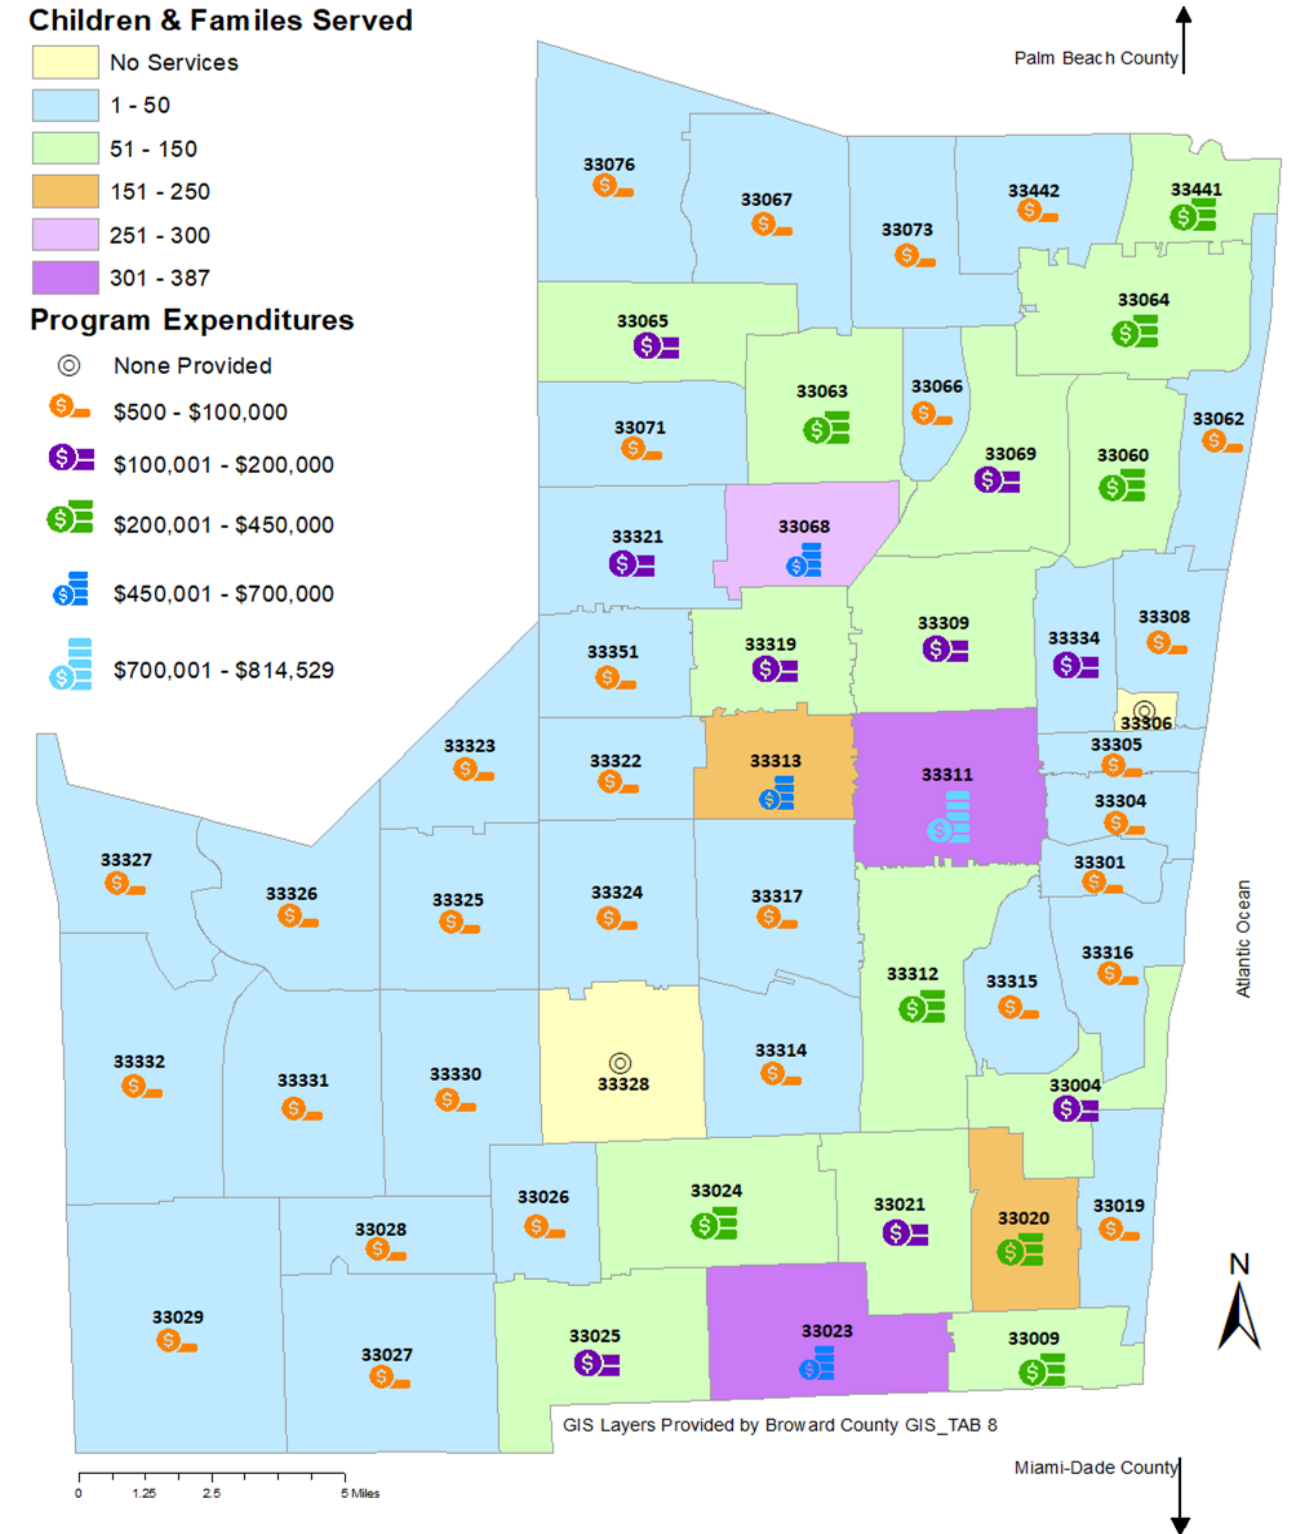 Children & Familes Served
No Services
1 - 50
51 - 150
151 - 250
251 - 300
301 - 387
Program Expenditures
None Provided
$500 - $100,000
$100,001 - $200,000
$200,001 - $450,000
$450,001 - $700,000
$700,001 - $814,529
Palm Beach County
33076
33067
33073
33442
33441
33064
33065
33063
33066
33062
33071
33069
33060
33068
33321
33308
33309
33334
33319
33351
33306
33323
33322
33313
33305
33311
33304
33327
33301
33326
33325
33324
33317
Atlantic Ocean
33316
33312
33315
33332
33331
33330
33328
33314
33004
33026
33024
33021
33020
33019
33028
N
33029
33027
33025
33023
33009
GIS Layers Provided by Broward County GIS_TAB 8
Miami-Dade County
0 1.25 2.5 5 Miles